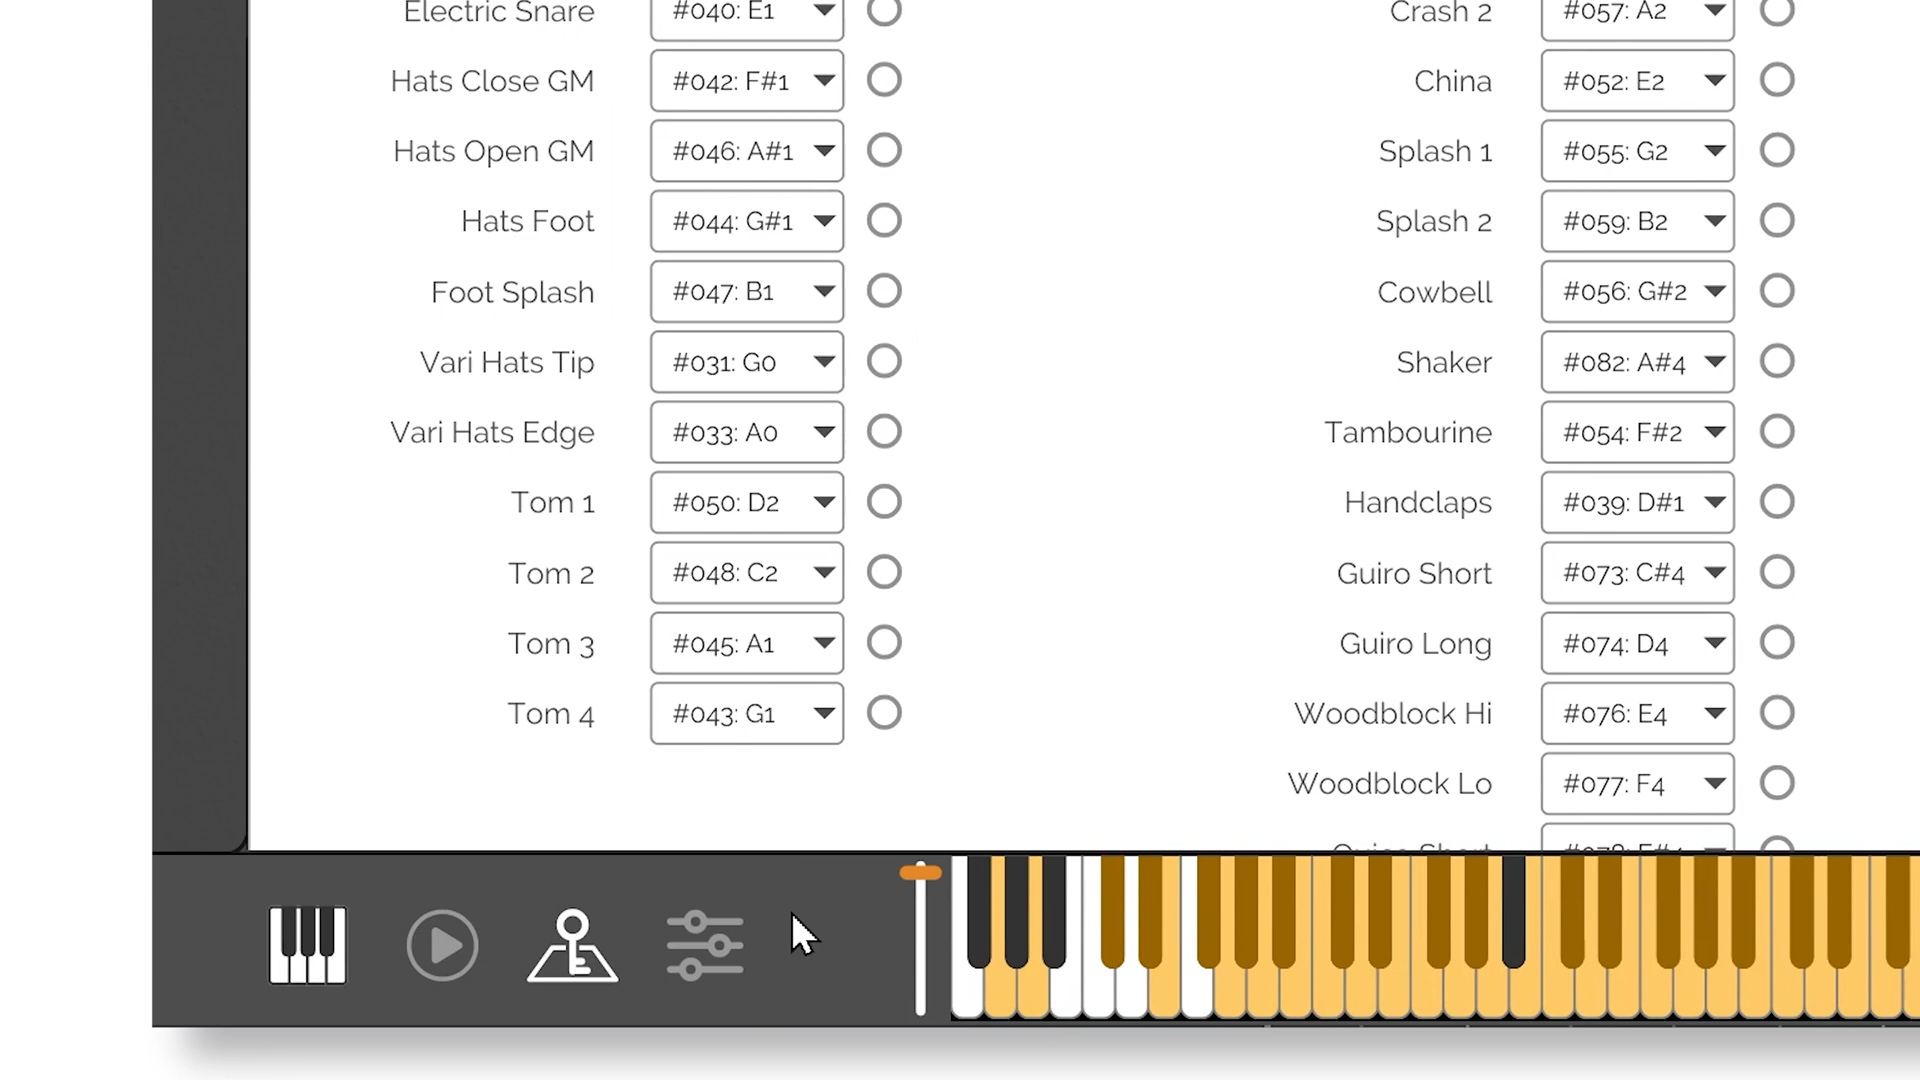 Electric Snare #040: E1
Hats Close GM #042: F#1
Hats Open GM #046: A#1
Hats Foot #044: G#1
Foot Splash #047: B1
Vari Hats Tip #031: G0
Vari Hats Edge #033: A0
Tom 1 #050: D2
Tom 2 #048: C2
Tom 3 #045: A1
Tom 4 #043: G1
Crash 2 #057: A2
China #052: E2
Splash 1 #055: G2
Splash 2 #059: B2
Cowbell #056: G#2
Shaker #082: A#4
Tambourine #054: F#2
Handclaps #039: D#1
Guiro Short #073: C#4
Guiro Long #074: D4
Woodblock Hi #076: E4
Woodblock Lo #077: F4